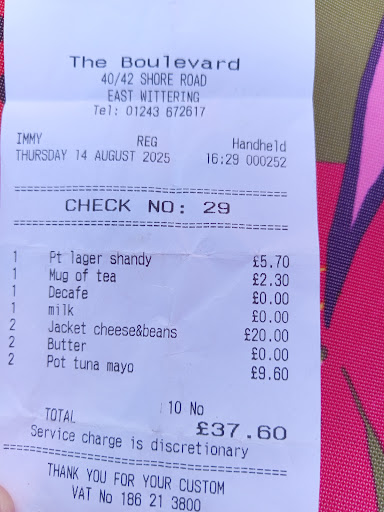 The Boulevard
40/42 SHORE ROAD
EAST WITTERING
Tel: 01243 672617
IMMY REG Handheld
THURSDAY 14 AUGUST 2025 16:29 000252
CHECK NO: 29
1 Pt lager shandy £5.70
1 Mug of tea £2.30
1 Decafe £0.00
1 milk £0.00
2 Jacket cheese&beans £20.00
2 Butter £0.00
2 Pot tuna mayo £9.60
10 No
TOTAL £37.60
Service charge is discretionary
THANK YOU FOR YOUR CUSTOM
VAT No 186 21 3800